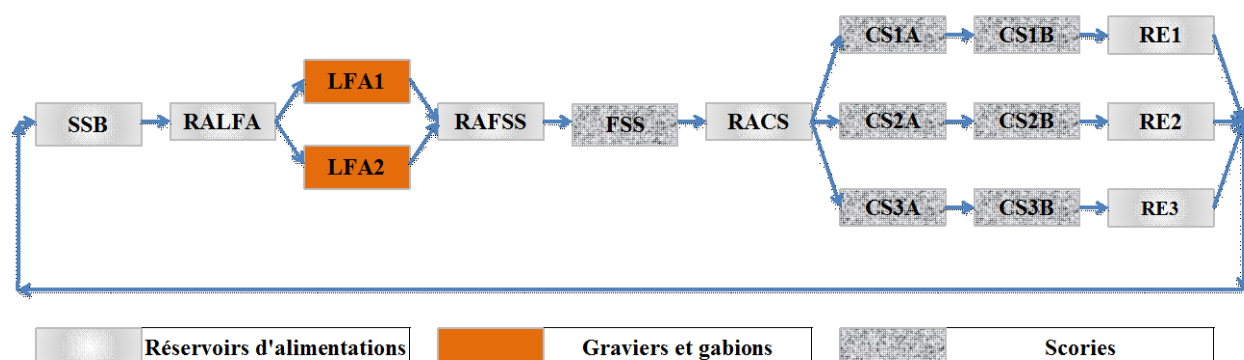 CS1A CS1B RE1
LFA1
SSB RALFA RAFSS FSS RACS CS2A CS2B RE2
LFA2
CS3A CS3B RE3
Réservoirs d'alimentations Graviers et gabions Scories